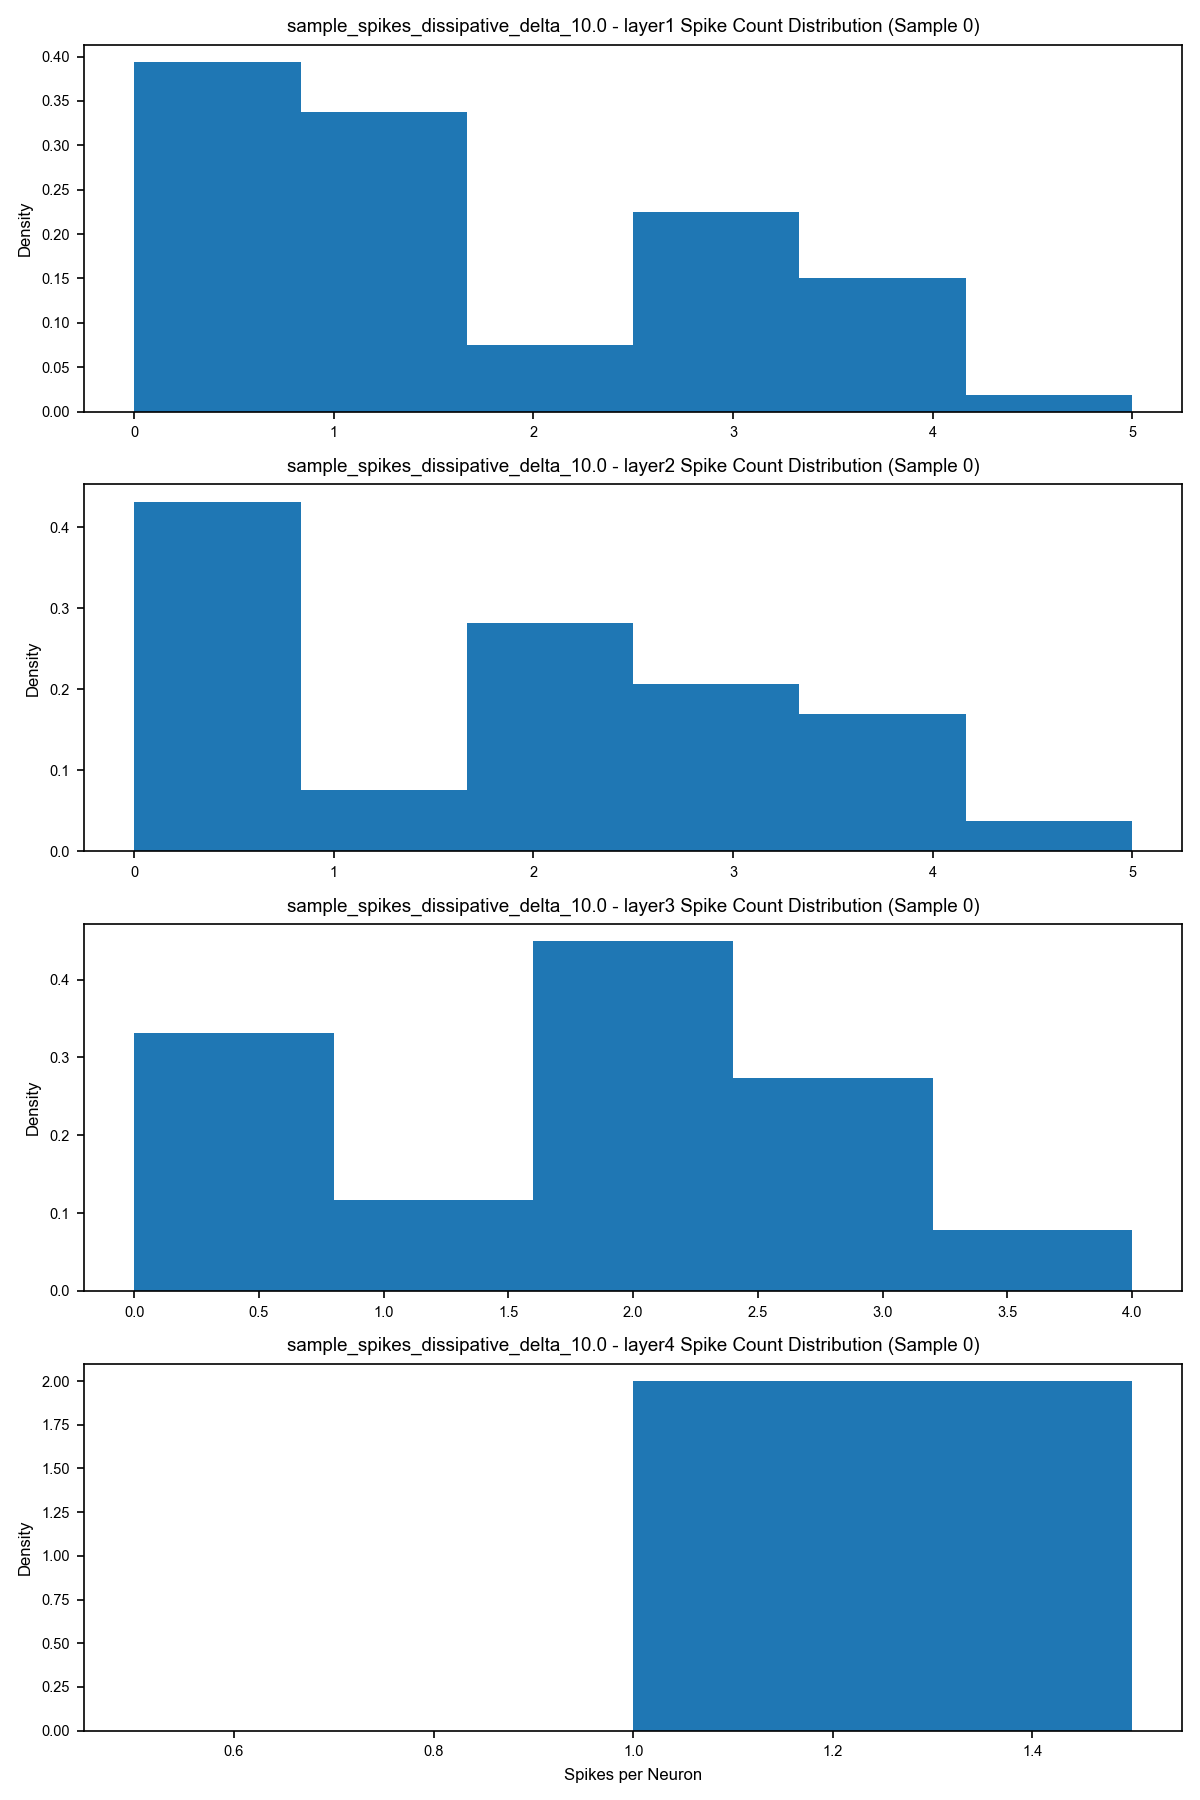 sample_spikes_dissipative_delta_10.0 - layer1 Spike Count Distribution (Sample 0)
0.40
0.35
0.30
0.25
0.20
0.15
0.10
0.05
0.00
Density
0 1 2 3 4 5
sample_spikes_dissipative_delta_10.0 - layer2 Spike Count Distribution (Sample 0)
0.4
0.3
0.2
0.1
0.0
Density
0 1 2 3 4 5
sample_spikes_dissipative_delta_10.0 - layer3 Spike Count Distribution (Sample 0)
0.4
0.3
0.2
0.1
0.0
Density
0.0 0.5 1.0 1.5 2.0 2.5 3.0 3.5 4.0
sample_spikes_dissipative_delta_10.0 - layer4 Spike Count Distribution (Sample 0)
2.00
1.75
1.50
1.25
1.00
0.75
0.50
0.25
0.00
Density
0.6 0.8 1.0 1.2 1.4
Spikes per Neuron